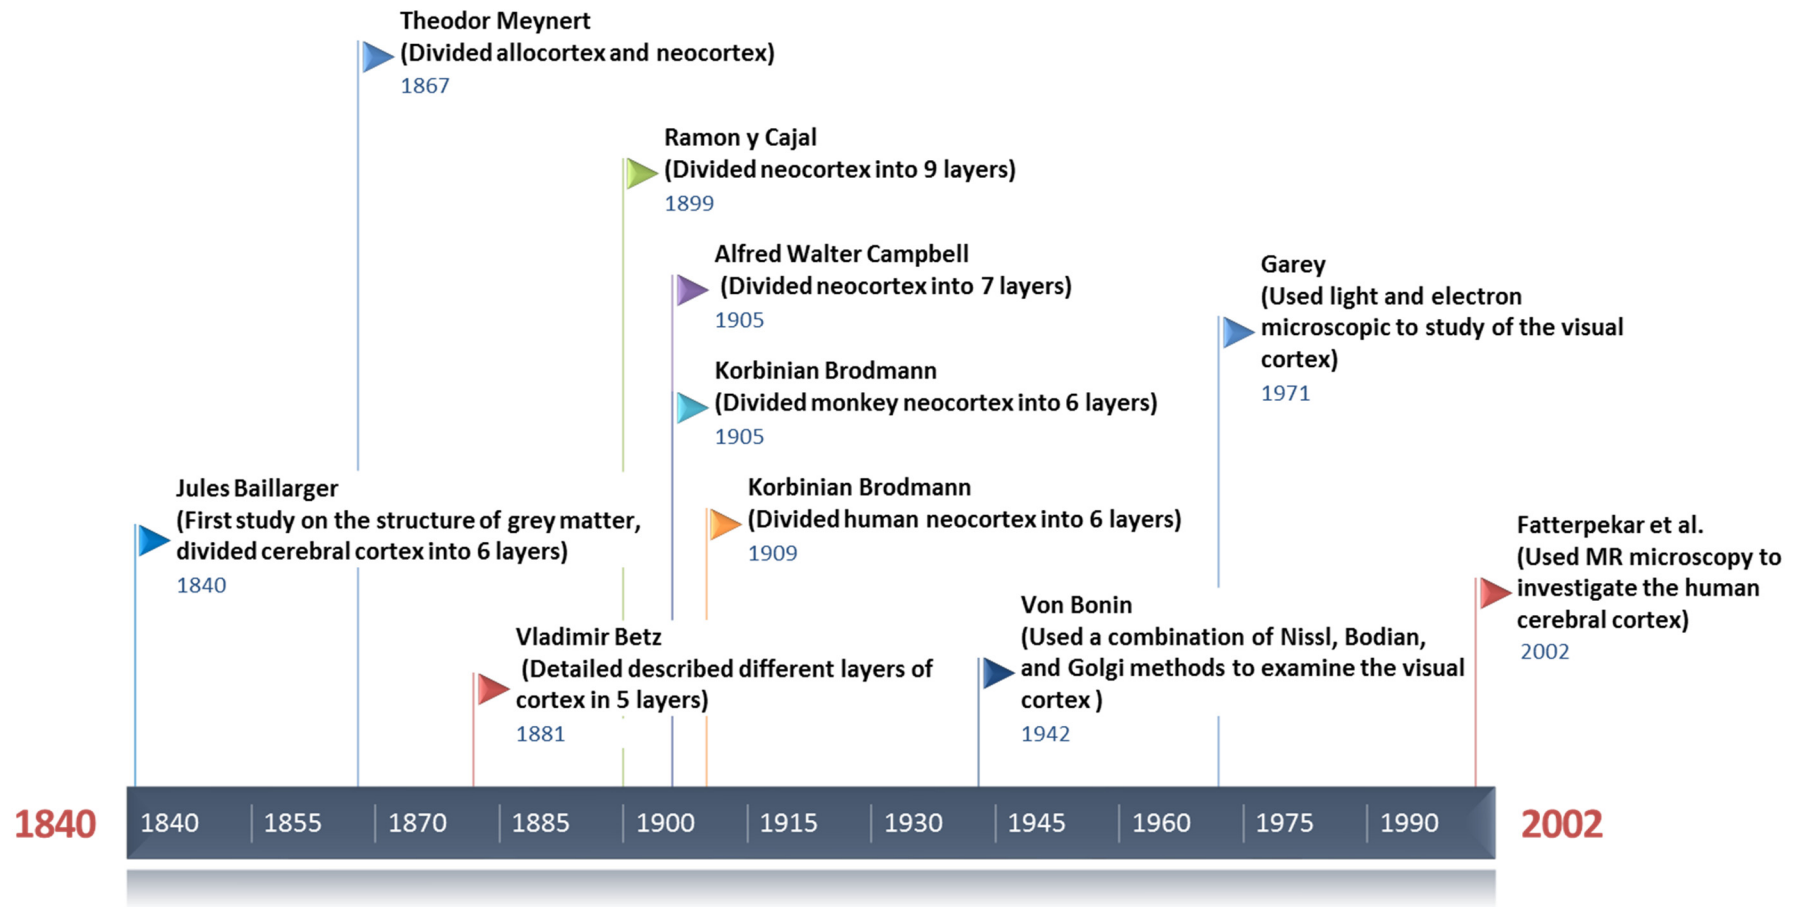 Theodor Meynert
(Divided allocortex and neocortex)
1867
Ramon y Cajal
(Divided neocortex into 9 layers)
1899
Alfred Walter Campbell
(Divided neocortex into 7 layers)
1905
Garey
(Used light and electron
microscopic to study of the visual
cortex)
1971
Korbinian Brodmann
(Divided monkey neocortex into 6 layers)
1905
Jules Baillarger
(First study on the structure of grey matter,
divided cerebral cortex into 6 layers)
1840
Korbinian Brodmann
(Divided human neocortex into 6 layers)
1909
Fatterpekar et al.
(Used MR microscopy to
investigate the human
cerebral cortex)
2002
Vladimir Betz
(Detailed described different layers of
cortex in 5 layers)
1881
Von Bonin
(Used a combination of Nissl, Bodian,
and Golgi methods to examine the visual
cortex )
1942
1840 1840 1855 1870 1885 1900 1915 1930 1945 1960 1975 1990 2002